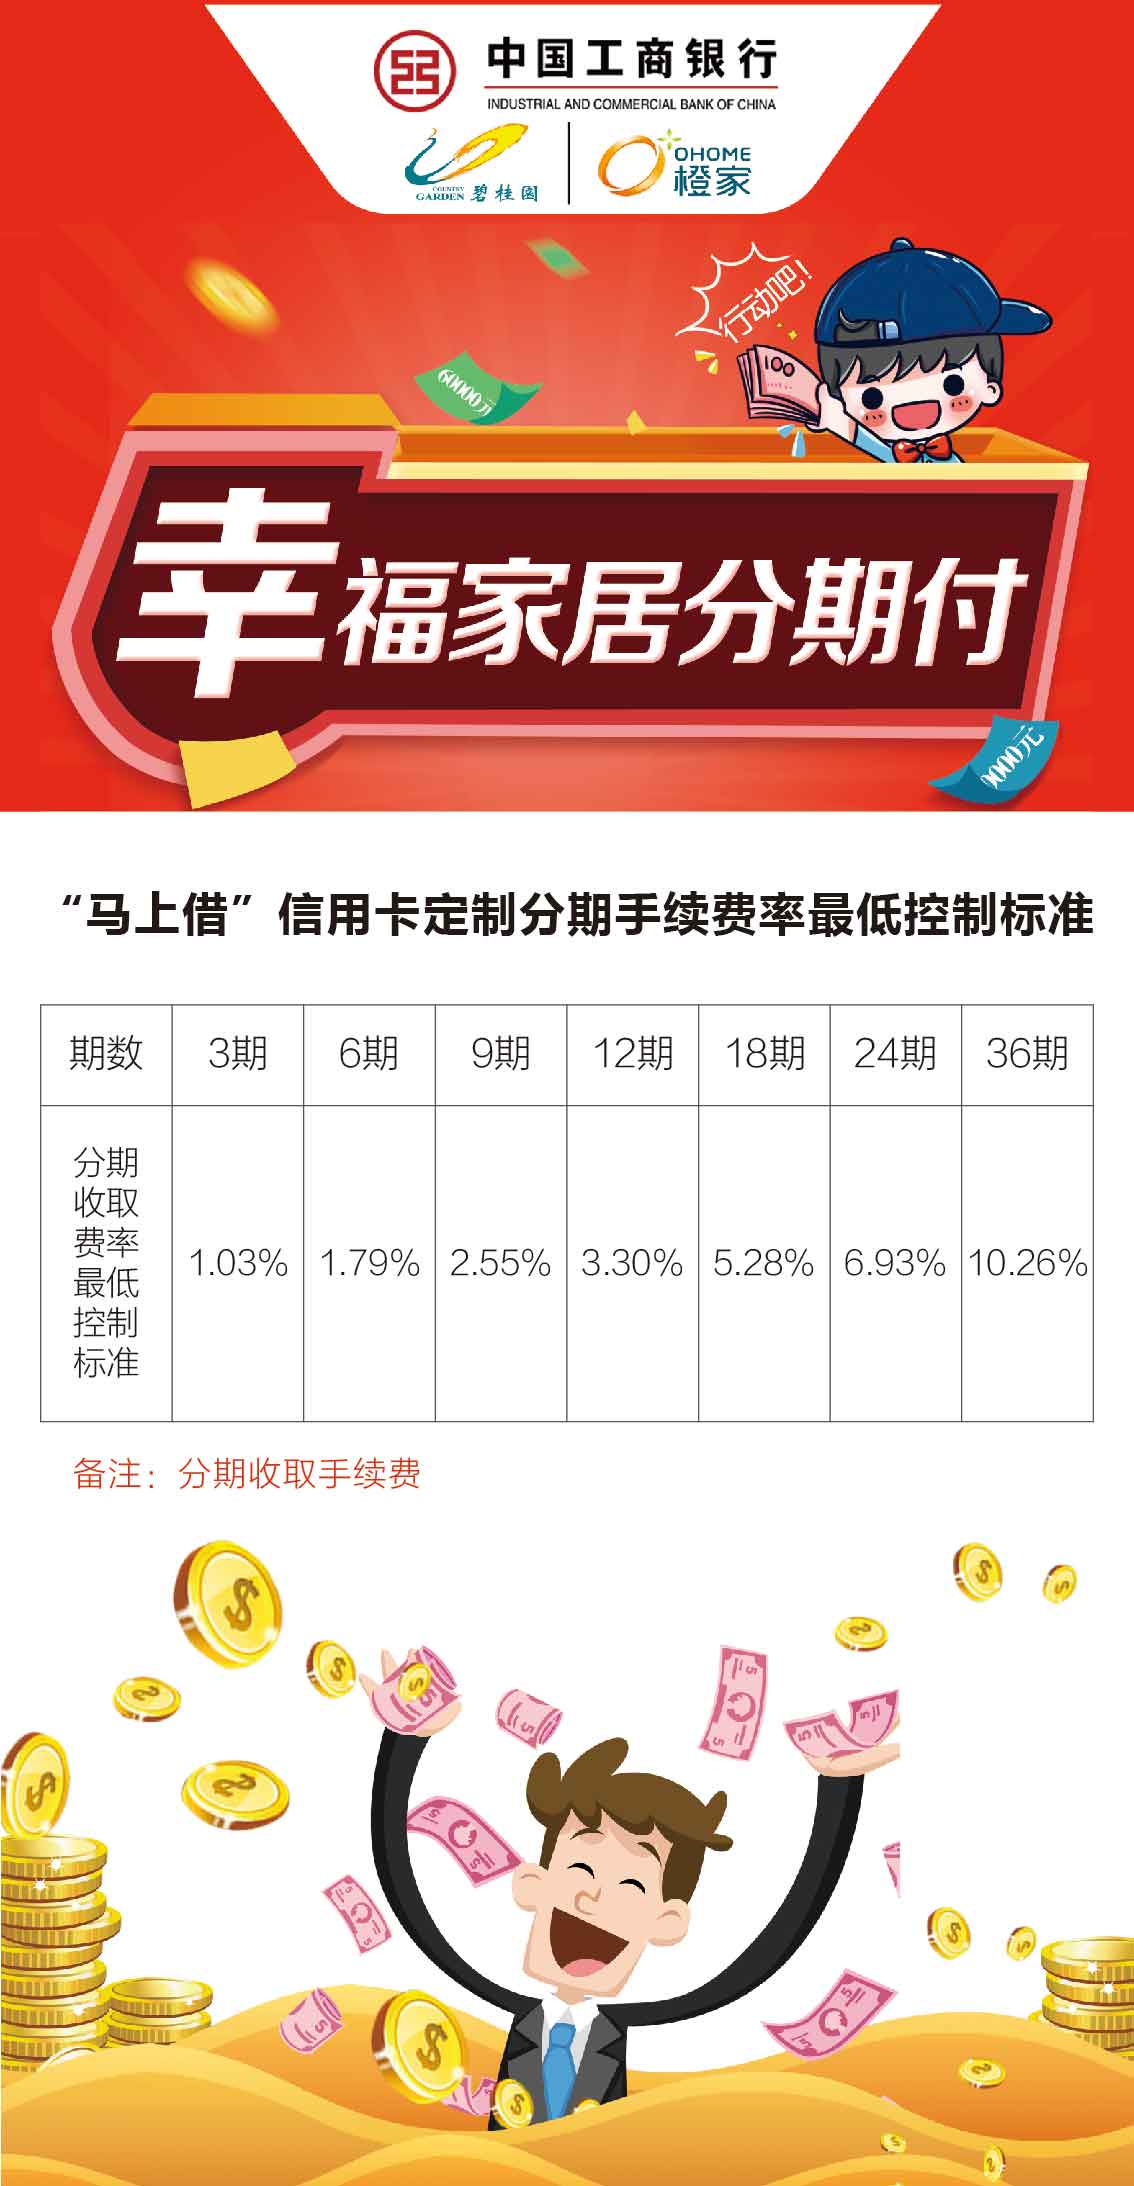 中国工商银行
INDUSTRIAL AND COMMERCIAL BANK OF CHINA
COUNTRY
GARDEN 碧桂园
OHOME
橙家
行动吧!
100
60000元
幸福家居分期付
0000元
“马上借”信用卡定制分期手续费率最低控制标准
期数 3期 6期 9期 12期 18期 24期 36期
分期
收取
费率
最低
控制
标准
1.03% 1.79% 2.55% 3.30% 5.28% 6.93% 10.26%
备注：分期收取手续费